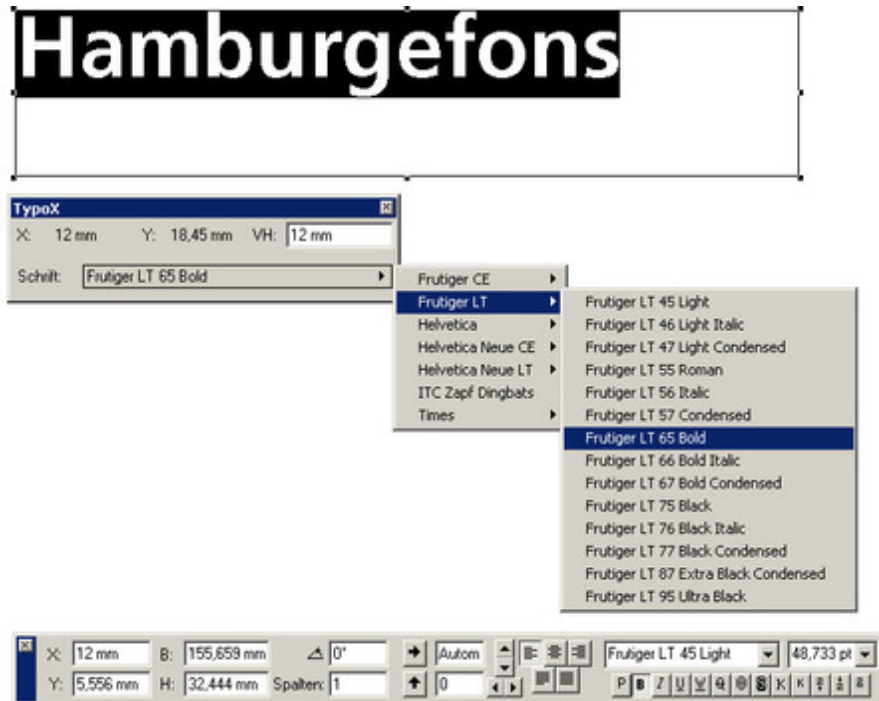 Hamburgefons
TypoX
X: 12 mm Y: 18,45 mm VH: 12 mm
Schrift: Frutiger LT 65 Bold
Frutiger CE
Frutiger LT
Helvetica
Helvetica Neue CE
Helvetica Neue LT
ITC Zapf Dingbats
Times
Frutiger LT 45 Light
Frutiger LT 46 Light Italic
Frutiger LT 47 Light Condensed
Frutiger LT 55 Roman
Frutiger LT 56 Italic
Frutiger LT 57 Condensed
Frutiger LT 65 Bold
Frutiger LT 66 Bold Italic
Frutiger LT 67 Bold Condensed
Frutiger LT 75 Black
Frutiger LT 76 Black Italic
Frutiger LT 77 Black Condensed
Frutiger LT 87 Extra Black Condensed
Frutiger LT 95 Ultra Black
X: 12 mm B: 155,659 mm 0° Autom Frutiger LT 45 Light 48,733 pt
Y: 5,556 mm H: 32,444 mm Spalten: 1 0 P B I U W